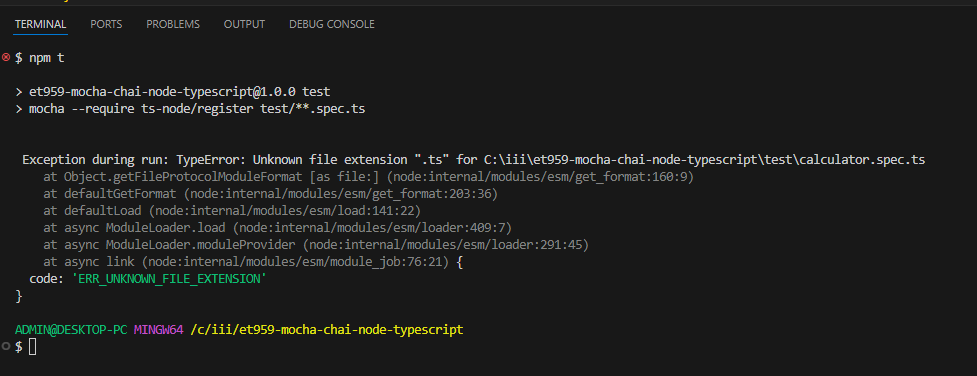 TERMINAL PORTS PROBLEMS OUTPUT DEBUG CONSOLE
$ npm t
> et959-mocha-chai-node-typescript@1.0.0 test
> mocha --require ts-node/register test/**.spec.ts
Exception during run: TypeError: Unknown file extension ".ts" for C:\iii\et959-mocha-chai-node-typescript\test\calculator.spec.ts
at Object.getFileProtocolModuleFormat [as file:] (node:internal/modules/esm/get_format:160:9)
at defaultGetFormat (node:internal/modules/esm/get_format:203:36)
at defaultLoad (node:internal/modules/esm/load:141:22)
at async ModuleLoader.load (node:internal/modules/esm/loader:409:7)
at async ModuleLoader.moduleProvider (node:internal/modules/esm/loader:291:45)
at async link (node:internal/modules/esm/module_job:76:21) {
code: 'ERR_UNKNOWN_FILE_EXTENSION'
}
ADMIN@DESKTOP-PC MINGW64 /c/iii/et959-mocha-chai-node-typescript
$